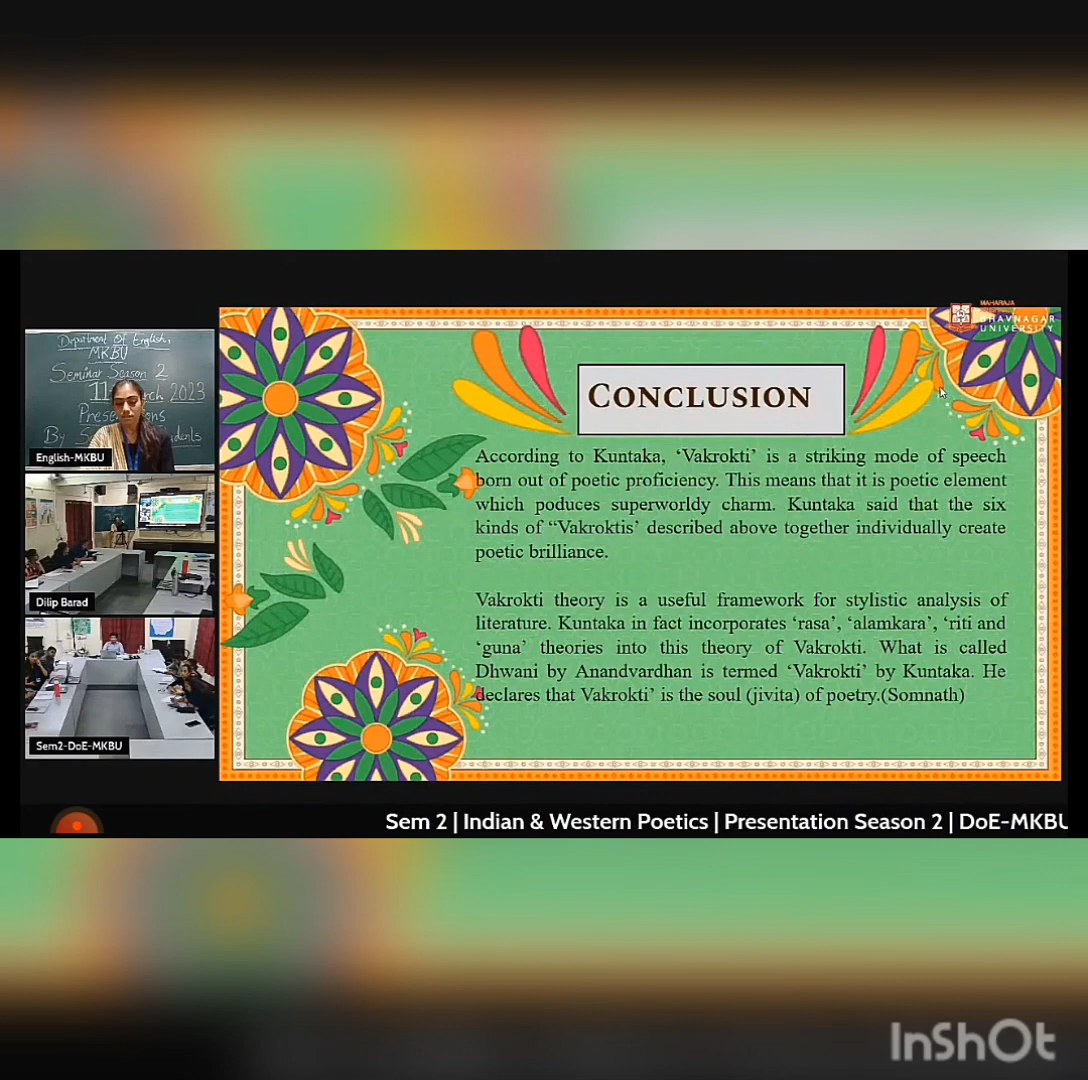 MAHARAJA
BHAVNAGAR
UNIVERSITY
Department Of English,
MKBU
Seminar Season 2
11 March 2023
Presentations
By
English-MKBU
Dilip Barad
Sem2-DoE-MKBU
CONCLUSION
According to Kuntaka, ‘Vakrokti’ is a striking mode of speech
born out of poetic proficiency. This means that it is poetic element
which poduces superworldy charm. Kuntaka said that the six
kinds of “Vakroktis’ described above together individually create
poetic brilliance.
Vakrokti theory is a useful framework for stylistic analysis of
literature. Kuntaka in fact incorporates ‘rasa’, ‘alamkara’, ‘riti and
‘guna’ theories into this theory of Vakrokti. What is called
Dhwani by Anandvardhan is termed ‘Vakrokti’ by Kuntaka. He
declares that Vakrokti’ is the soul (jivita) of poetry.(Somnath)
Sem 2 | Indian & Western Poetics | Presentation Season 2 | DoE-MKBU
InShOt